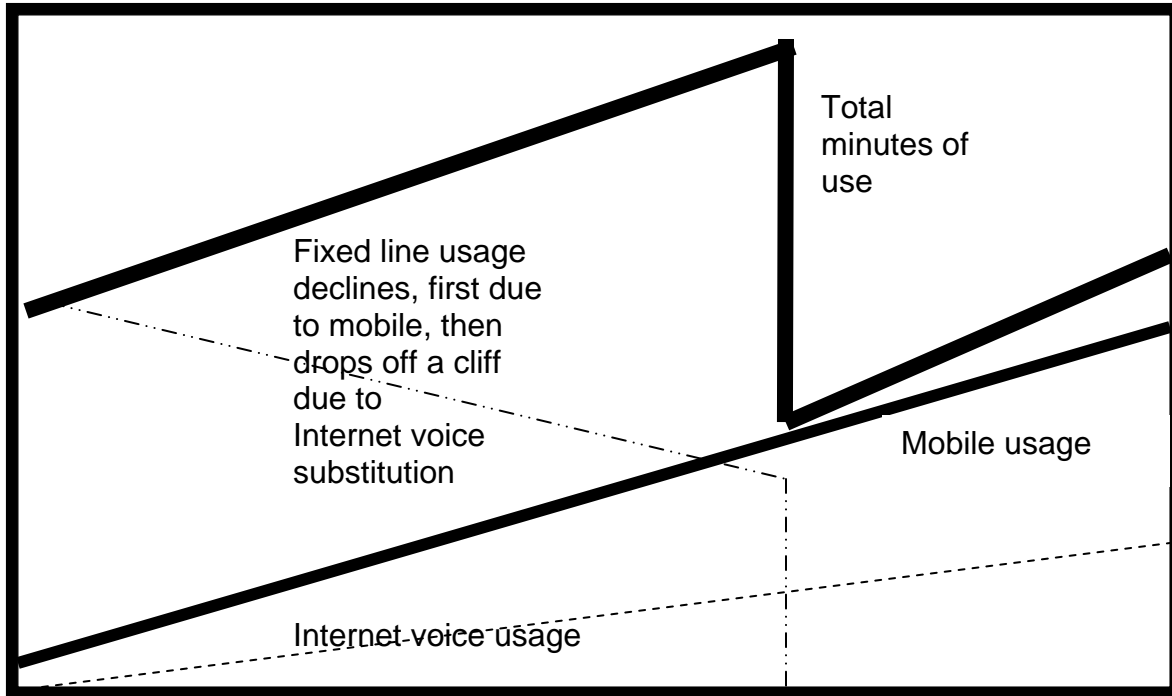 Total
minutes of
use
Fixed line usage
declines, first due
to mobile, then
drops off a cliff
due to
Internet voice
substitution
Mobile usage
Internet voice usage